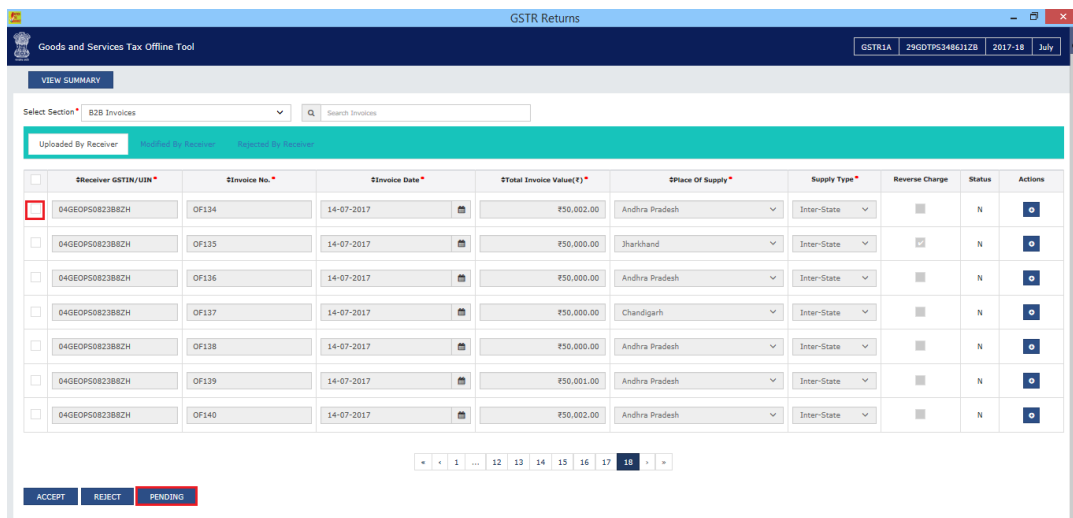 GSTR Returns
Goods and Services Tax Offline Tool
GSTR1A 29GDTPS3486J1ZB 2017-18 July
VIEW SUMMARY
Select Section* B2B Invoices Search Invoices
Uploaded By Receiver Modified By Receiver Rejected By Receiver
Receiver GSTIN/UIN* Invoice No.* Invoice Date* Total Invoice Value(₹)* Place Of Supply* Supply Type* Reverse Charge Status Actions
04GEOPS0823B8ZH OF134 14-07-2017 ₹50,002.00 Andhra Pradesh Inter-State N
04GEOPS0823B8ZH OF135 14-07-2017 ₹50,000.00 Jharkhand Inter-State N
04GEOPS0823B8ZH OF136 14-07-2017 ₹50,000.00 Andhra Pradesh Inter-State N
04GEOPS0823B8ZH OF137 14-07-2017 ₹50,000.00 Chandigarh Inter-State N
04GEOPS0823B8ZH OF138 14-07-2017 ₹50,000.00 Andhra Pradesh Inter-State N
04GEOPS0823B8ZH OF139 14-07-2017 ₹50,001.00 Andhra Pradesh Inter-State N
04GEOPS0823B8ZH OF140 14-07-2017 ₹50,002.00 Andhra Pradesh Inter-State N
« ‹ 1 ... 12 13 14 15 16 17 18 › »
ACCEPT REJECT PENDING